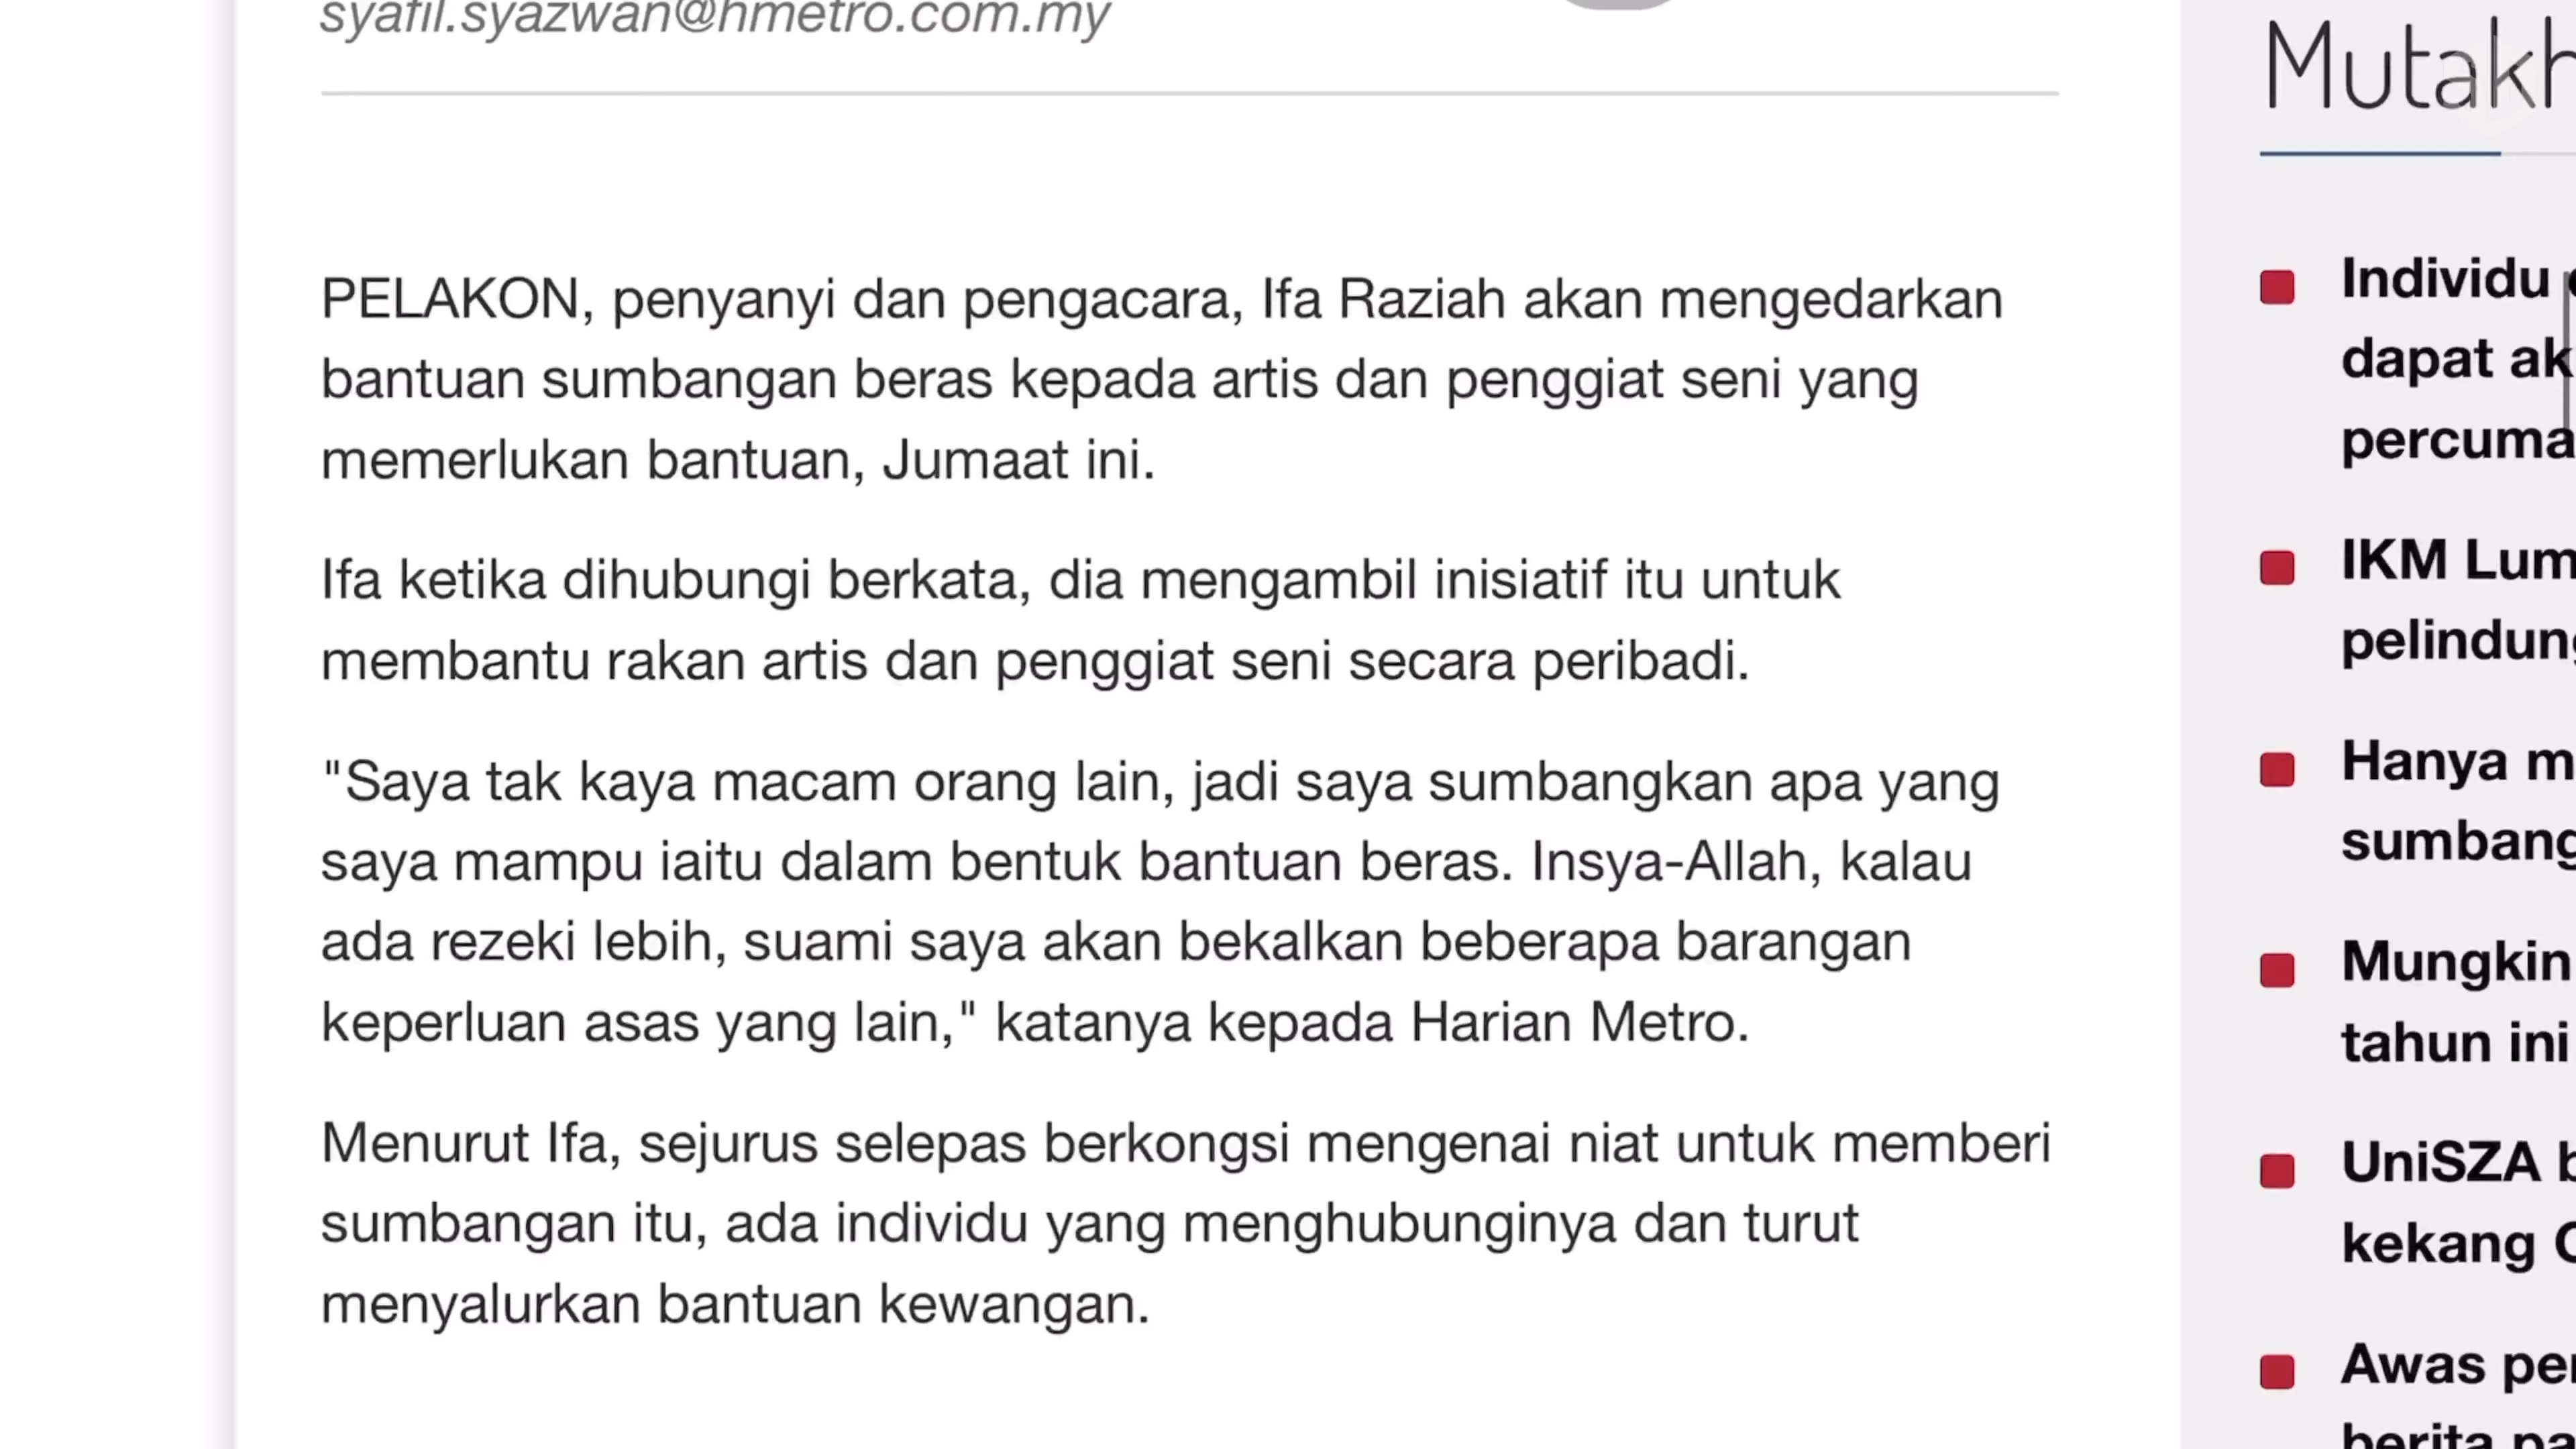 syafil.syazwan@hmetro.com.my
PELAKON, penyanyi dan pengacara, Ifa Raziah akan mengedarkan
bantuan sumbangan beras kepada artis dan penggiat seni yang
memerlukan bantuan, Jumaat ini.
Ifa ketika dihubungi berkata, dia mengambil inisiatif itu untuk
membantu rakan artis dan penggiat seni secara peribadi.
"Saya tak kaya macam orang lain, jadi saya sumbangkan apa yang
saya mampu iaitu dalam bentuk bantuan beras. Insya-Allah, kalau
ada rezeki lebih, suami saya akan bekalkan beberapa barangan
keperluan asas yang lain," katanya kepada Harian Metro.
Menurut Ifa, sejurus selepas berkongsi mengenai niat untuk memberi
sumbangan itu, ada individu yang menghubunginya dan turut
menyalurkan bantuan kewangan.
Individu
dapat
percuma
IKM
Hanya
Mungkin
tahun ini
UniSZA
kekang
Awas
berita